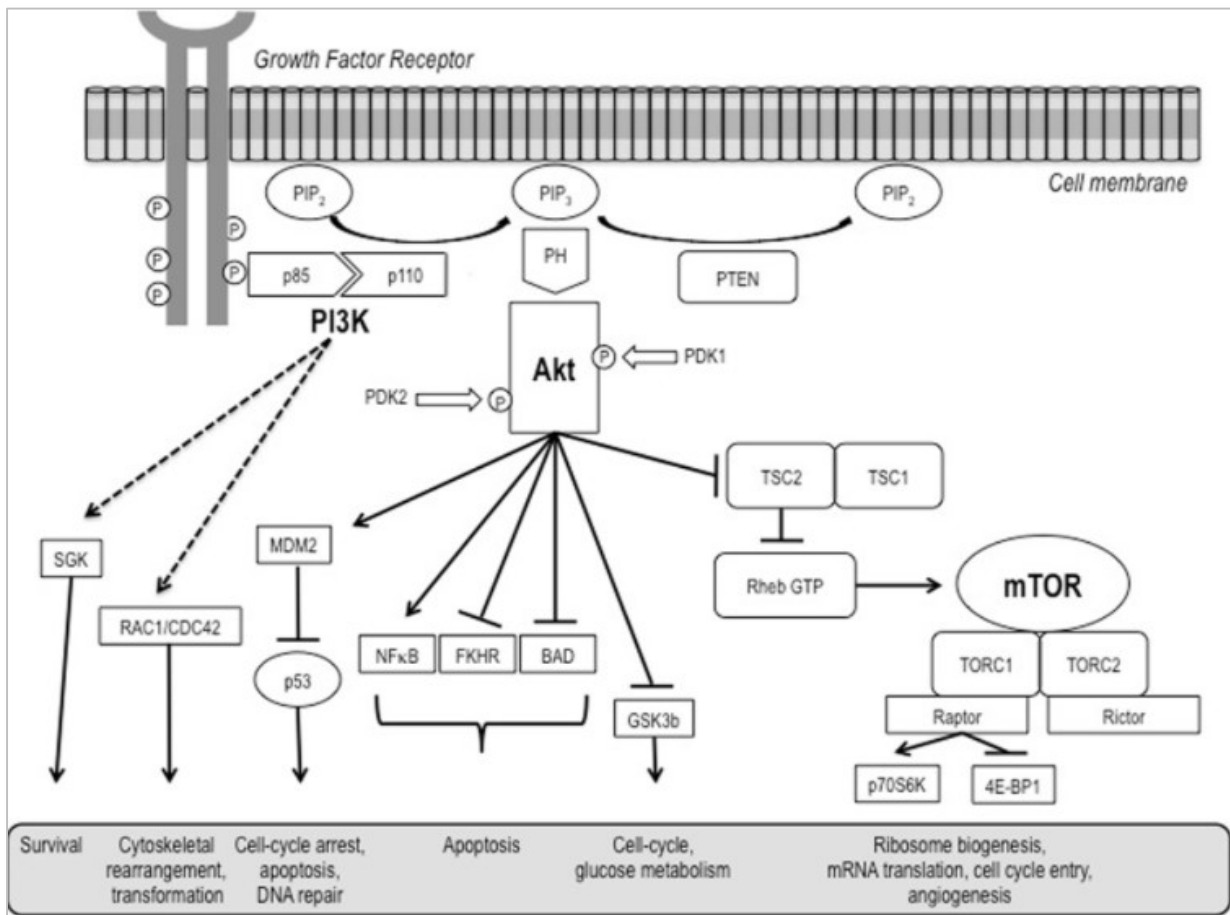 Growth Factor Receptor
Cell membrane
PIP₂
PIP₃
PIP₂
P
P
P
P
P
p85
p110
PH
PTEN
PI3K
Akt
P
PDK1
PDK2
P
TSC2
TSC1
SGK
MDM2
Rheb GTP
mTOR
RAC1/CDC42
NFκB
FKHR
BAD
TORC1
TORC2
p53
GSK3b
Raptor
Rictor
p70S6K
4E-BP1
Survival
Cytoskeletal
rearrangement,
transformation
Cell-cycle arrest,
apoptosis,
DNA repair
Apoptosis
Cell-cycle,
glucose metabolism
Ribosome biogenesis,
mRNA translation, cell cycle entry,
angiogenesis